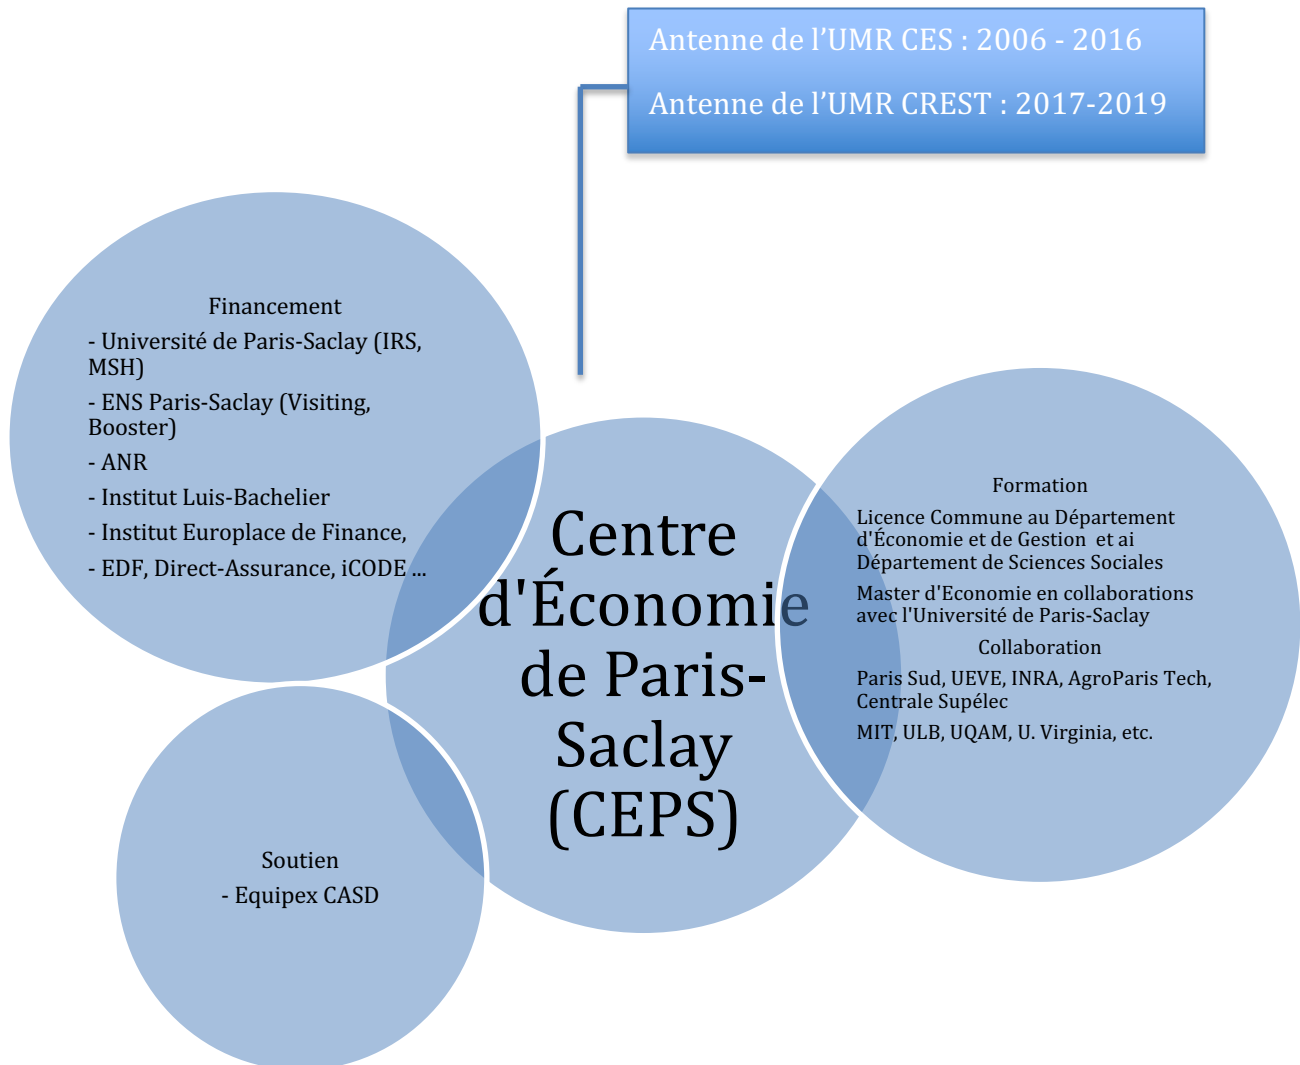 Antenne de l'UMR CES : 2006 - 2016
Antenne de l'UMR CREST : 2017-2019
Financement
- Université de Paris-Saclay (IRS,
MSH)
- ENS Paris-Saclay (Visiting,
Booster)
- ANR
- Institut Luis-Bachelier
- Institut Europlace de Finance,
- EDF, Direct-Assurance, iCODE ...
Centre
d'Économie
de Paris-
Saclay
(CEPS)
Formation
Licence Commune au Département
d'Économie et de Gestion et ai
Département de Sciences Sociales
Master d'Economie en collaborations
avec l'Université de Paris-Saclay
Collaboration
Paris Sud, UEVE, INRA, AgroParis Tech,
Centrale Supélec
MIT, ULB, UQAM, U. Virginia, etc.
Soutien
- Equipex CASD